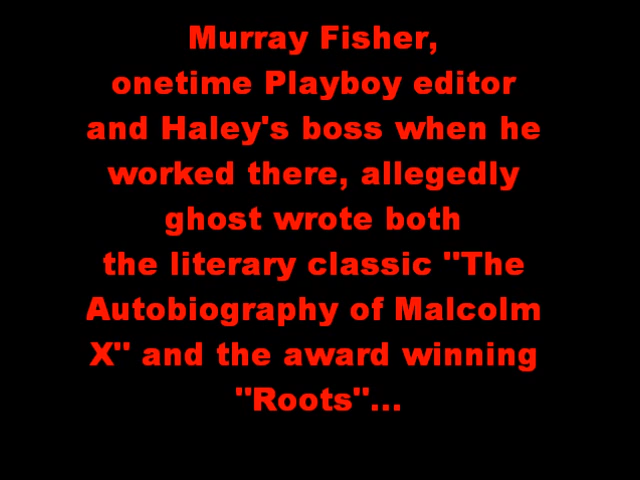 Murray Fisher,
onetime Playboy editor
and Haley's boss when he
worked there, allegedly
ghost wrote both
the literary classic "The
Autobiography of Malcolm
X" and the award winning
"Roots"...